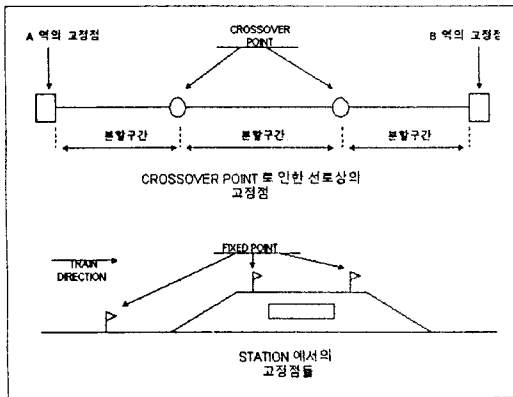 A 역의 고정점
CROSSOVER
POINT
B 역의 고정점
분할구간
분할구간
분할구간
CROSSOVER POINT 로 인한 선로상의
고정점
FIXED POINT
TRAIN
DIRECTION
STATION 에서의
고정점들